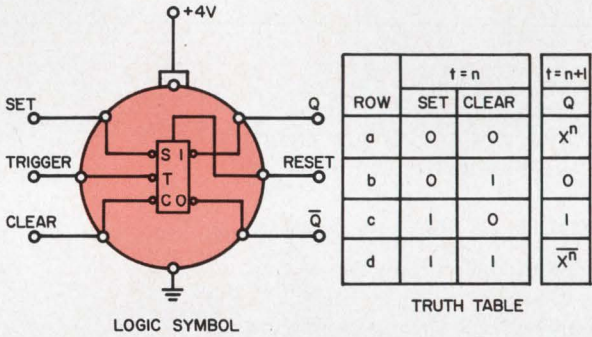 +4V
SET
Q
TRIGGER
RESET
CLEAR
Q̅
S 1
T
C O
LOGIC SYMBOL
t = n
t = n+1
ROW SET CLEAR Q
a 0 0 Xⁿ
b 0 1 0
c 1 0 1
d 1 1 X̅ⁿ̅
TRUTH TABLE